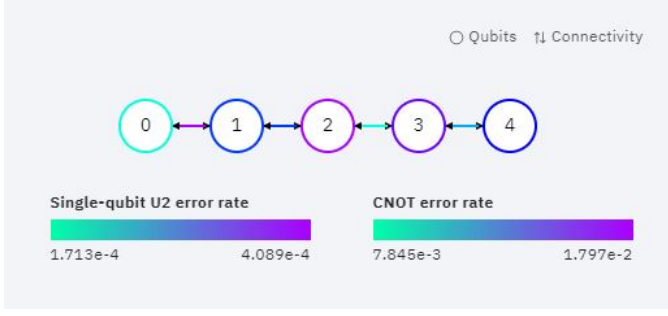 Qubits Connectivity
0 1 2 3 4
Single-qubit U2 error rate CNOT error rate
1.713e-4 4.089e-4 7.845e-3 1.797e-2